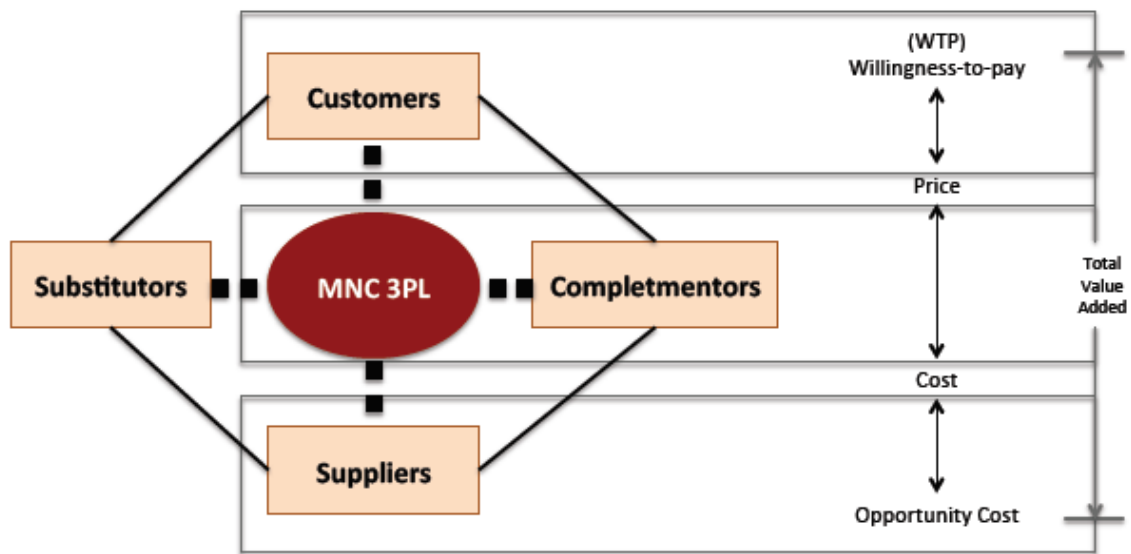 (WTP)
Willingness-to-pay
Customers
Price
Substitutors
MNC 3PL
Completmentors
Total
Value
Added
Cost
Suppliers
Opportunity Cost